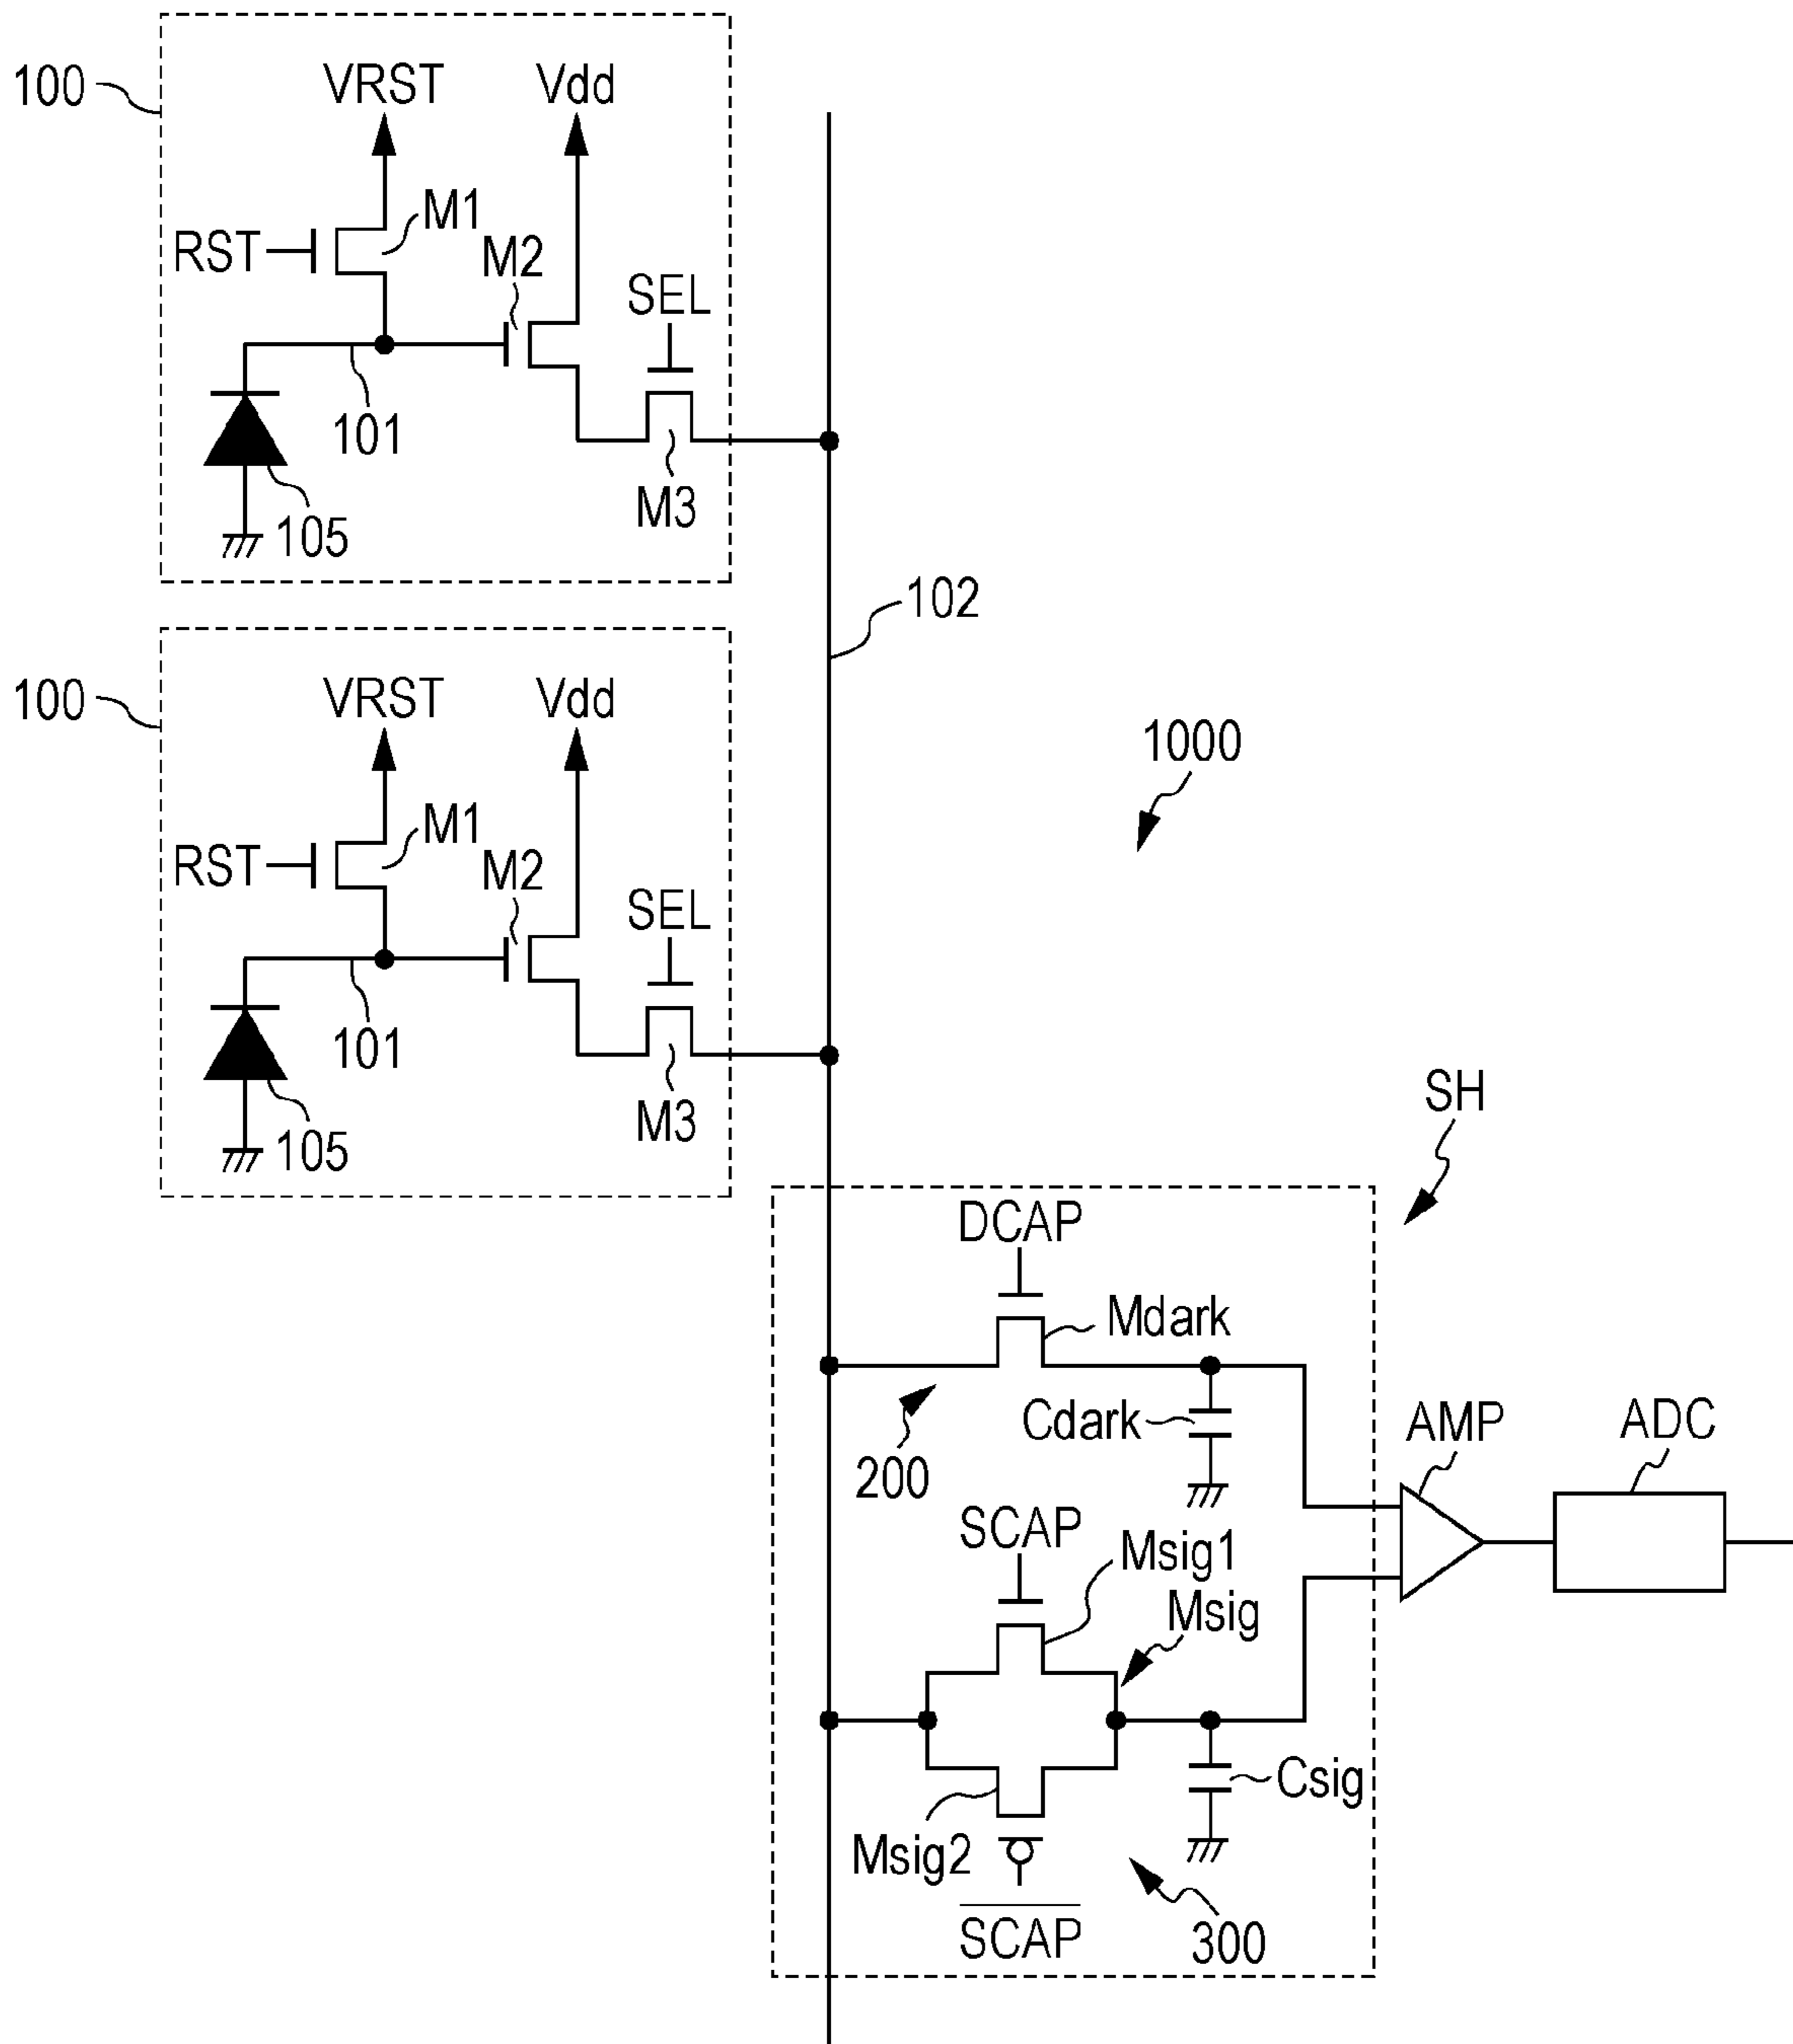 100
VRST
Vdd
M1
RST
M2
SEL
101
M3
105
102
100
VRST
Vdd
1000
M1
RST
M2
SEL
101
M3
105
SH
DCAP
Mdark
Cdark
200
AMP
ADC
SCAP
Msig1
Msig
Csig
Msig2
S̅C̅A̅P̅
300